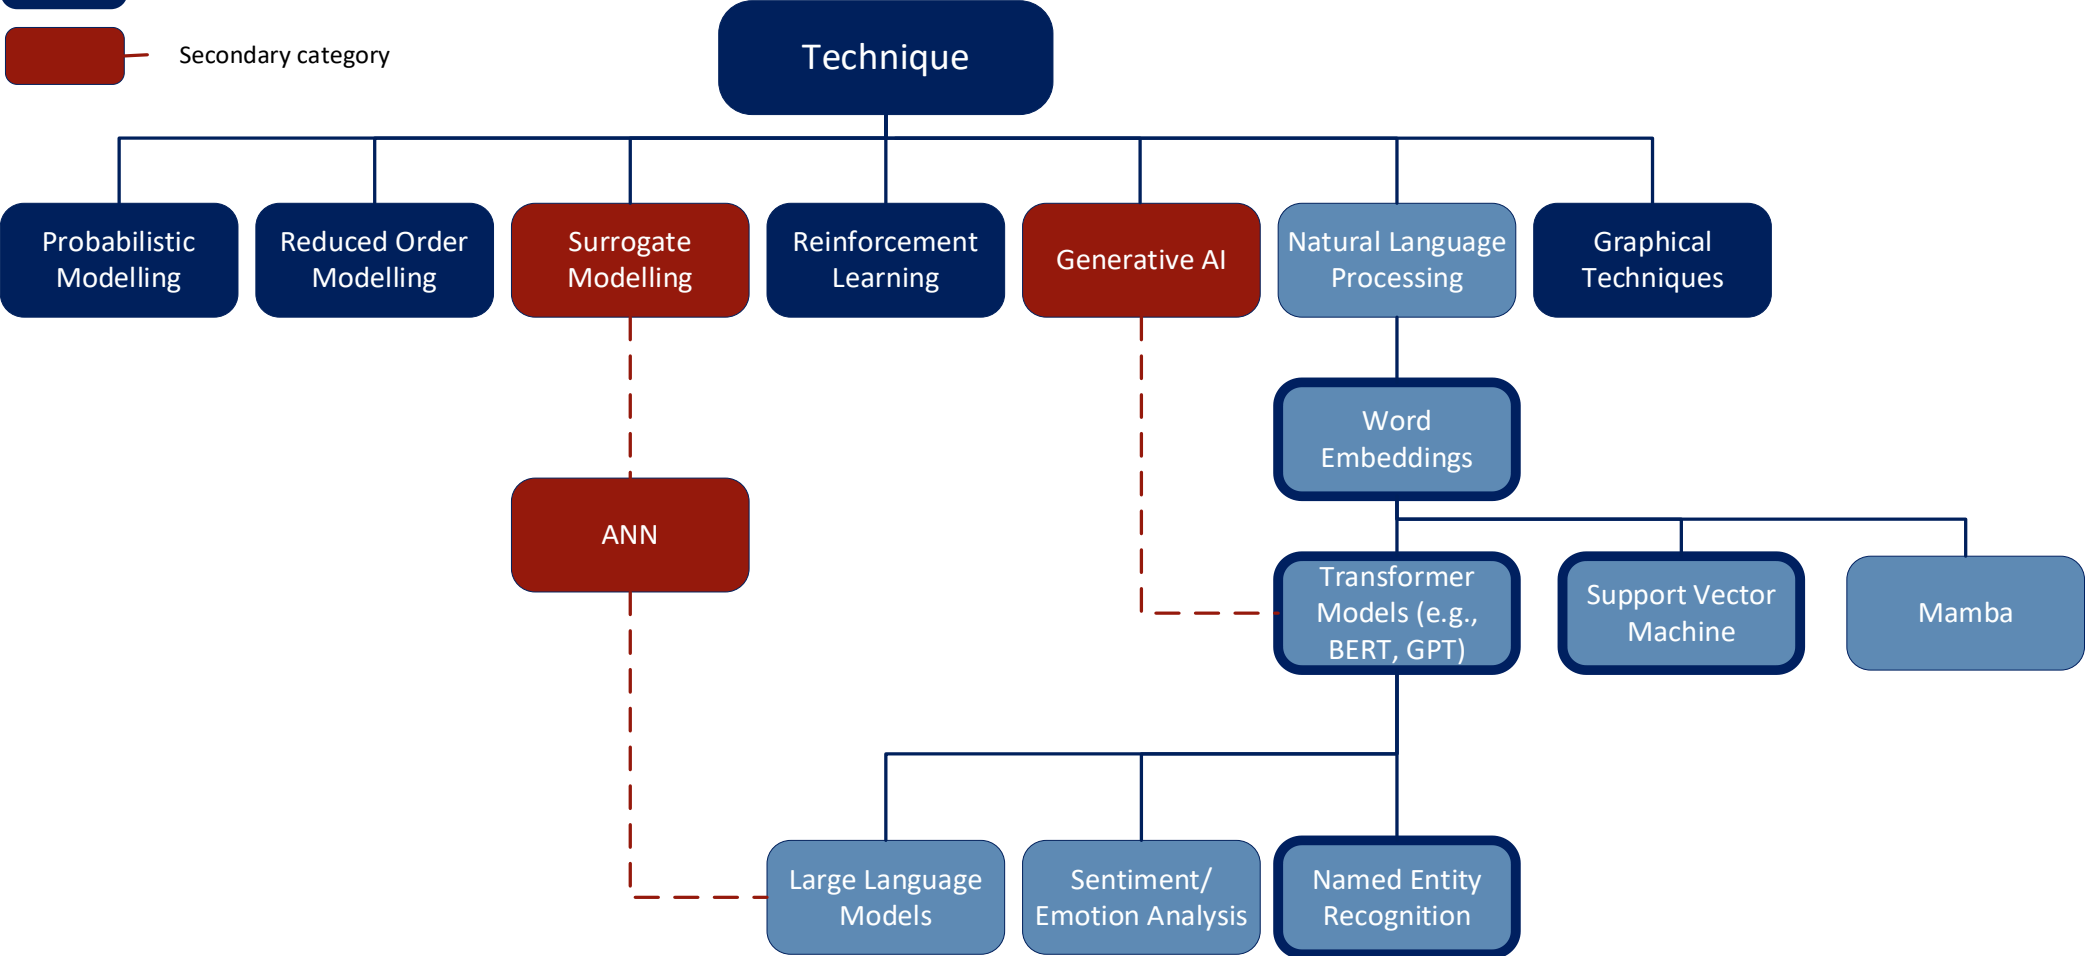 Secondary category
Technique
Probabilistic
Modelling
Reduced Order
Modelling
Surrogate
Modelling
Reinforcement
Learning
Generative AI
Natural Language
Processing
Graphical
Techniques
Word
Embeddings
ANN
Transformer
Models (e.g.,
BERT, GPT)
Support Vector
Machine
Mamba
Large Language
Models
Sentiment/
Emotion Analysis
Named Entity
Recognition